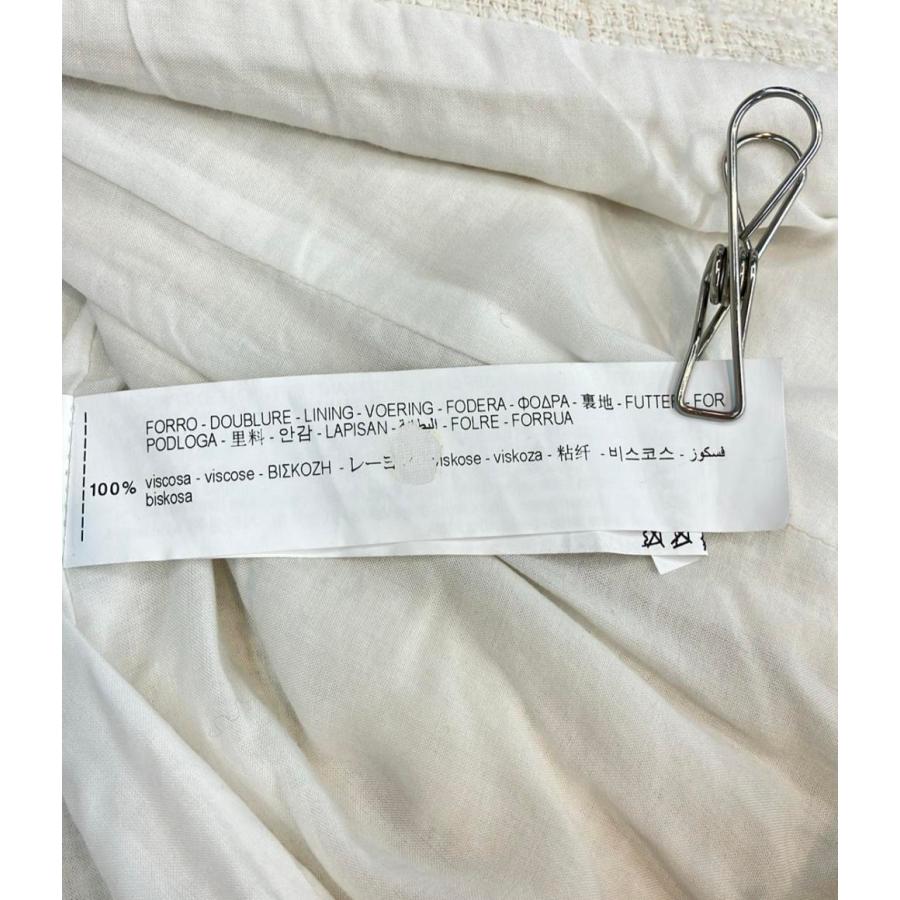 FORRO - DOUBLURE - LINING - VOERING - FODERA - ΦΟΔΡΑ - 裏地 - FUTTER - FOR
PODLOGA - 里料 - 안감 - LAPISAN - - FOLRE - FORRUA
100% viscosa - viscose - ΒΙΣΚΟΖΗ - - viskoza - 粘纤 - 비스코스 - فسكوز
biskosa